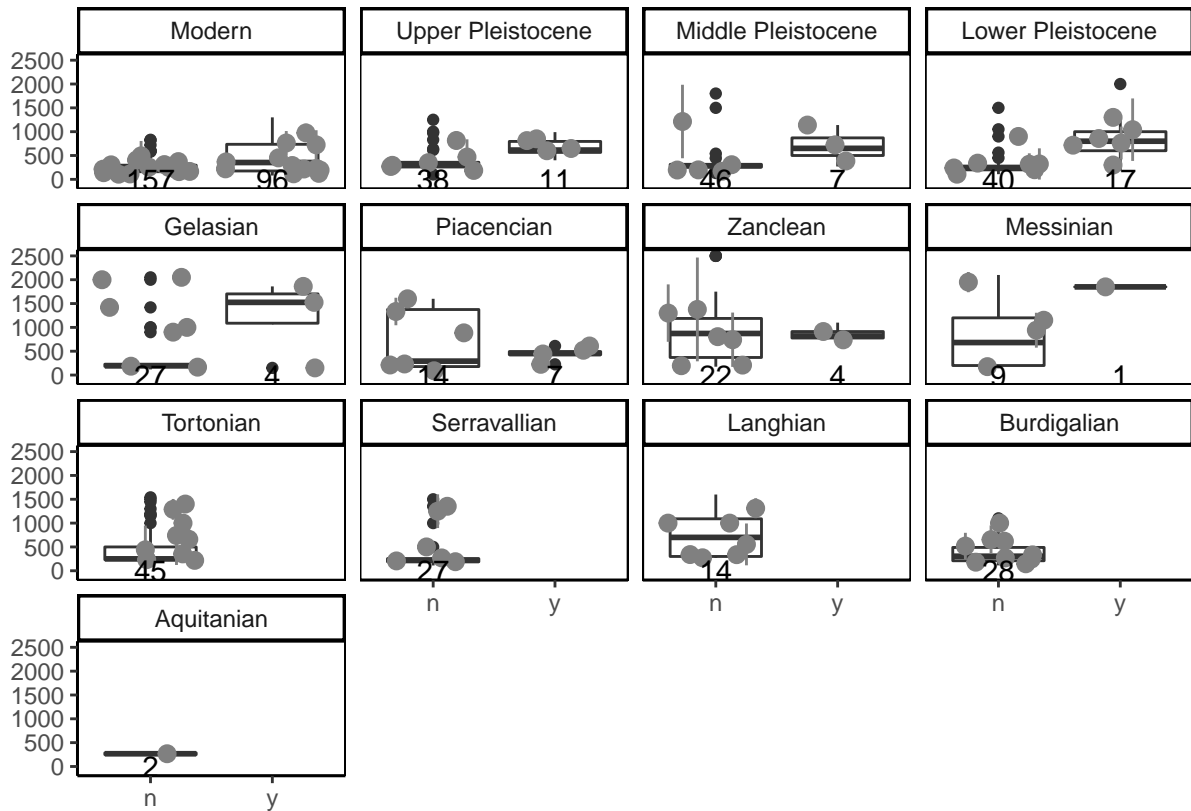 Modern Upper Pleistocene Middle Pleistocene Lower Pleistocene
2500
2000
1500
1000
500
0
157 96 38 11 46 7 40 17
Gelasian Piacencian Zanclean Messinian
2500
2000
1500
1000
500
0
27 4 14 7 22 4 9 1
Tortonian Serravallian Langhian Burdigalian
2500
2000
1500
1000
500
0
45 27 14 28
n y n y n y
Aquitanian
2500
2000
1500
1000
500
0
2
n y